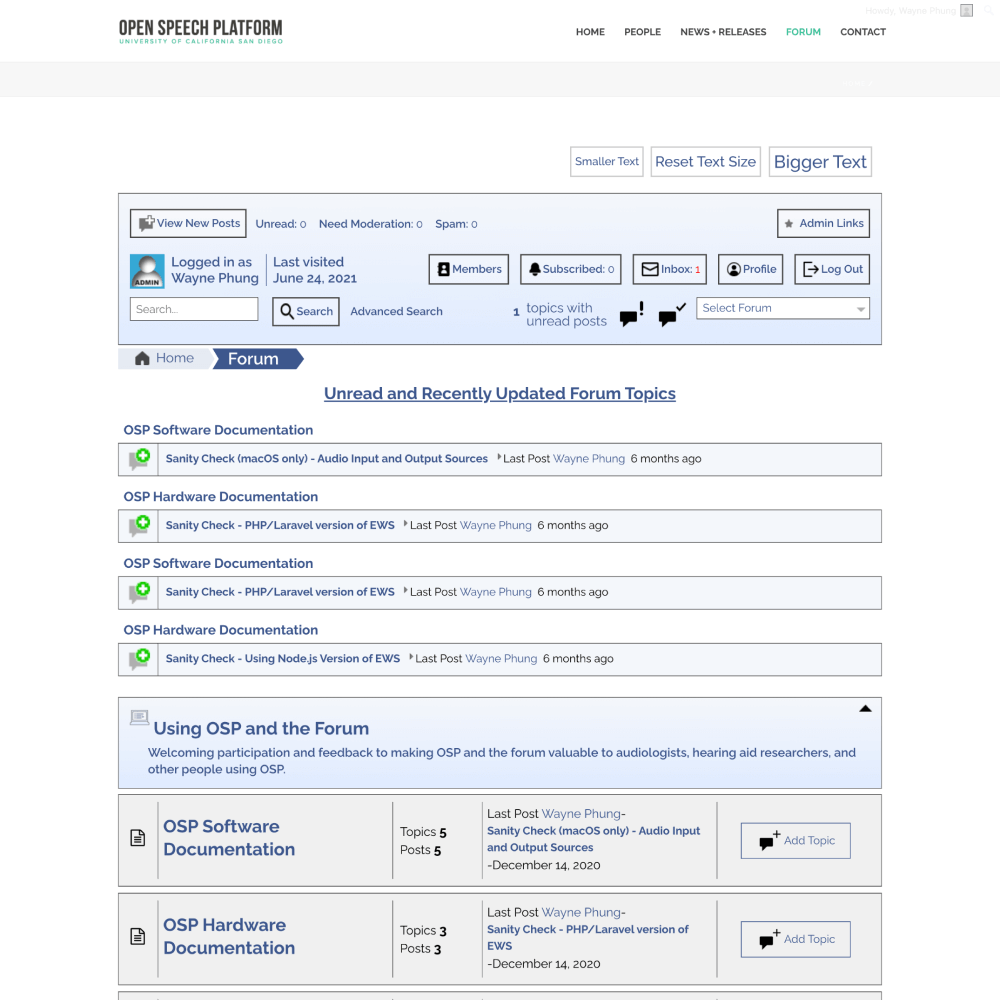 Howdy, Wayne Phung
OPEN SPEECH PLATFORM
UNIVERSITY OF CALIFORNIA SAN DIEGO
HOME PEOPLE NEWS + RELEASES FORUM CONTACT
Smaller Text Reset Text Size Bigger Text
View New Posts Unread: 0 Need Moderation: 0 Spam: 0 Admin Links
Logged in as Last visited
Wayne Phung June 24, 2021
ADMIN
Members Subscribed: 0 Inbox: 1 Profile Log Out
Search... Search Advanced Search
1 topics with
unread posts
Select Forum
Home Forum
Unread and Recently Updated Forum Topics
OSP Software Documentation
Sanity Check (macOS only) - Audio Input and Output Sources Last Post Wayne Phung 6 months ago
OSP Hardware Documentation
Sanity Check - PHP/Laravel version of EWS Last Post Wayne Phung 6 months ago
OSP Software Documentation
Sanity Check - PHP/Laravel version of EWS Last Post Wayne Phung 6 months ago
OSP Hardware Documentation
Sanity Check - Using Node.js Version of EWS Last Post Wayne Phung 6 months ago
Using OSP and the Forum
Welcoming participation and feedback to making OSP and the forum valuable to audiologists, hearing aid researchers, and
other people using OSP.
OSP Software
Documentation
Topics 5
Posts 5
Last Post Wayne Phung-
Sanity Check (macOS only) - Audio Input
and Output Sources
-December 14, 2020
Add Topic
OSP Hardware
Documentation
Topics 3
Posts 3
Last Post Wayne Phung-
Sanity Check - PHP/Laravel version of
EWS
-December 14, 2020
Add Topic